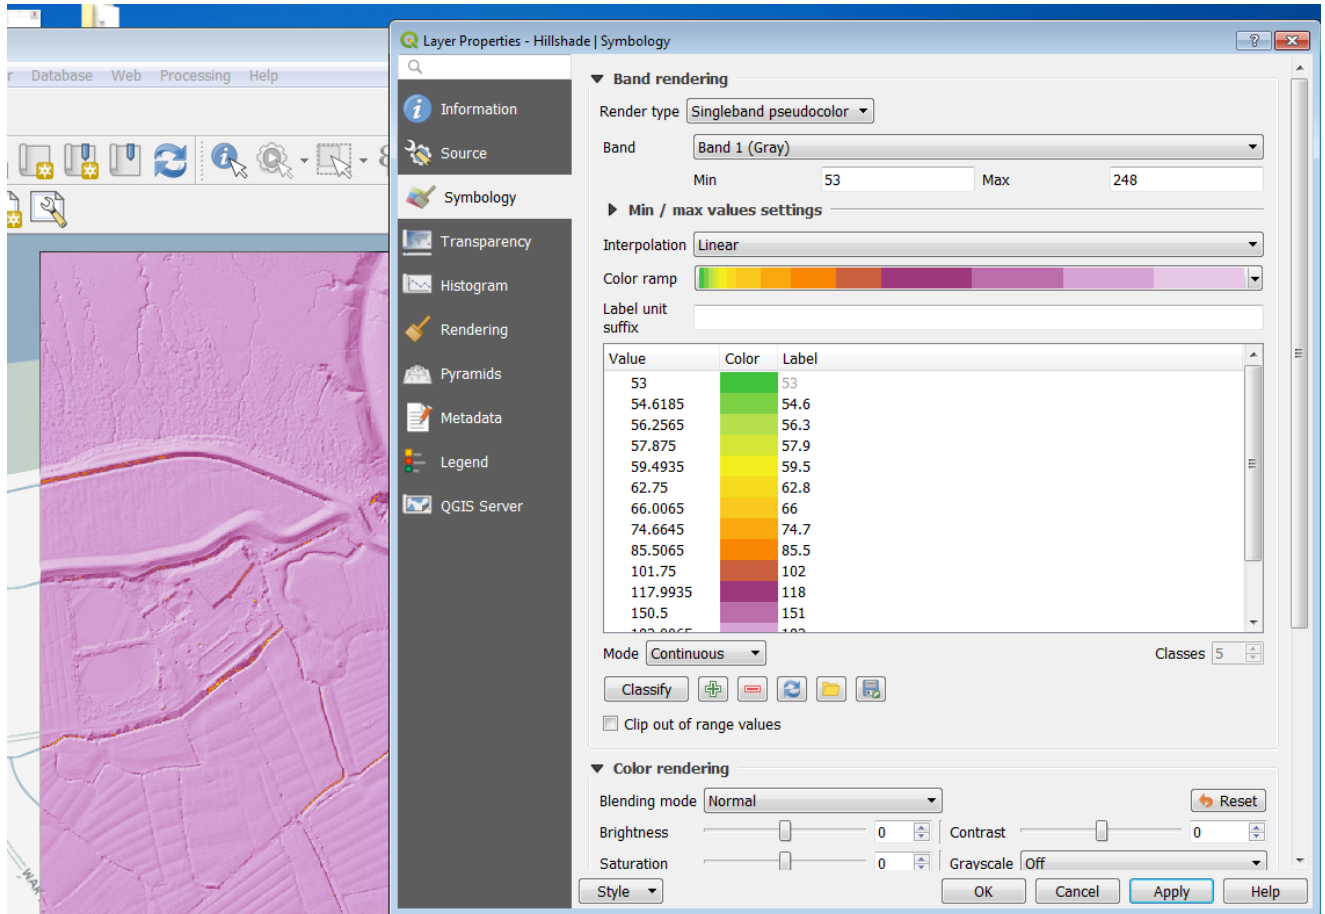 Layer Properties - Hillshade | Symbology
r Database Web Processing Help
Information
Source
Symbology
Transparency
Histogram
Rendering
Pyramids
Metadata
Legend
QGIS Server
Band rendering
Render type Singleband pseudocolor
Band Band 1 (Gray)
Min 53 Max 248
Min / max values settings
Interpolation Linear
Color ramp
Label unit
suffix
Value Color Label
53 53
54.6185 54.6
56.2565 56.3
57.875 57.9
59.4935 59.5
62.75 62.8
66.0065 66
74.6645 74.7
85.5065 85.5
101.75 102
117.9935 118
150.5 151
Mode Continuous Classes 5
Classify
Clip out of range values
Color rendering
Blending mode Normal Reset
Brightness 0 Contrast 0
Saturation 0 Grayscale Off
Style OK Cancel Apply Help